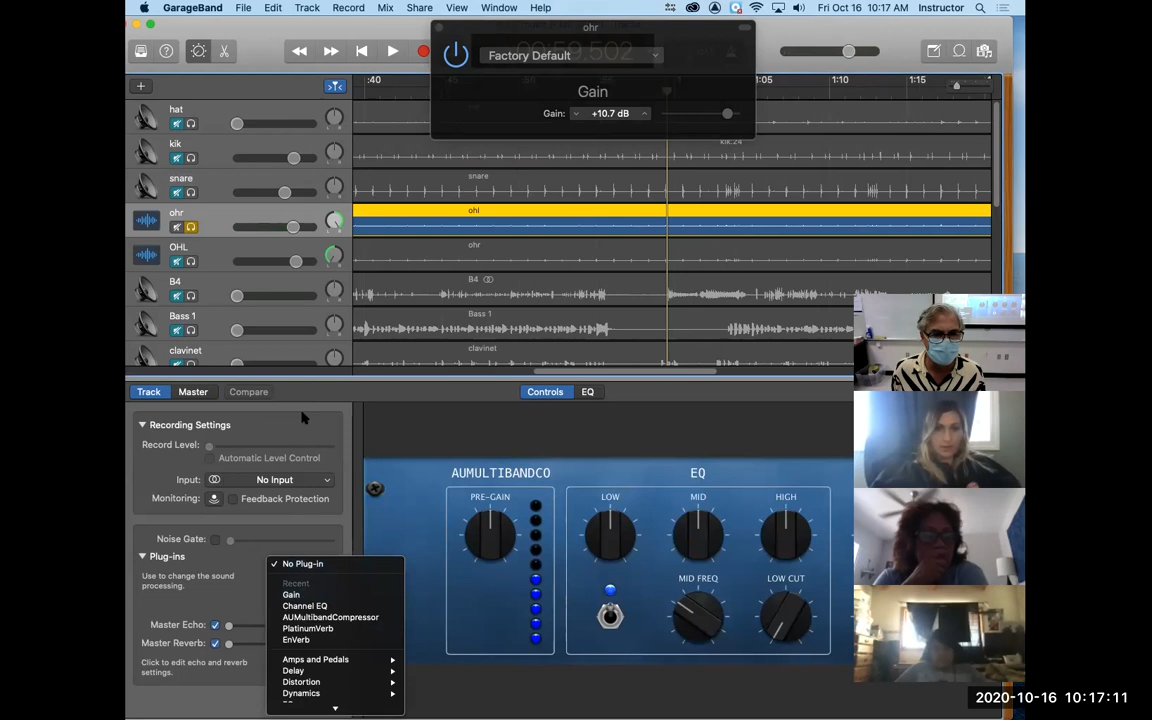 GarageBand File Edit Track Record Mix Share View Window Help Fri Oct 16 10:17 AM Instructor
ohr
Factory Default
Gain
Gain: +10.7 dB
:40 1:05 1:10 1:15
hat
kik
kik.24
snare
snare
ohr
ohl
OHL
ohr
B4
B4
Bass 1
Bass 1
clavinet
clavinet
Track Master Compare Controls EQ
Recording Settings
Record Level:
Automatic Level Control
Input: No Input
Monitoring: Feedback Protection
Noise Gate:
Plug-ins
Use to change the sound
processing.
Master Echo:
Master Reverb:
Click to edit echo and reverb
settings.
No Plug-in
Recent
Gain
Channel EQ
AUMultibandCompressor
PlatinumVerb
EnVerb
Amps and Pedals
Delay
Distortion
Dynamics
AUMULTIBANDCO EQ
PRE-GAIN LOW MID HIGH
MID FREQ LOW CUT
2020-10-16 10:17:11